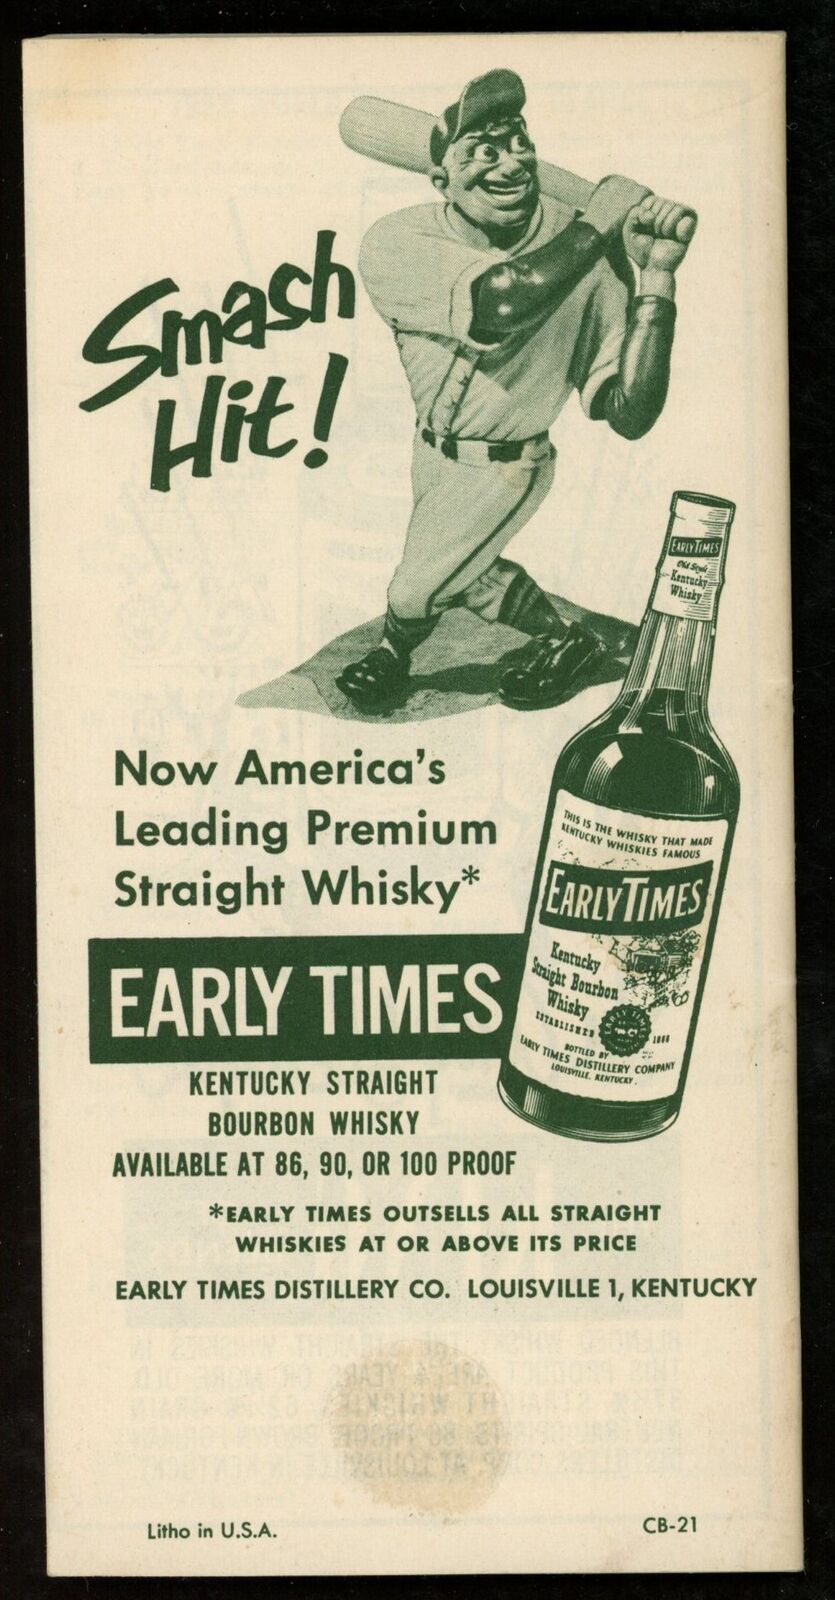 Smash
Hit!
EARLY TIMES
Old Style
Kentucky
Whisky
Now America's
Leading Premium
Straight Whisky*
THIS IS THE WHISKY THAT MADE
KENTUCKY WHISKIES FAMOUS
EARLY TIMES
Kentucky
Straight Bourbon
Whisky
ESTABLISHED 1860
BOTTLED BY
EARLY TIMES DISTILLERY COMPANY
LOUISVILLE, KENTUCKY.
EARLY TIMES
KENTUCKY STRAIGHT
BOURBON WHISKY
AVAILABLE AT 86, 90, OR 100 PROOF
*EARLY TIMES OUTSELLS ALL STRAIGHT
WHISKIES AT OR ABOVE ITS PRICE
EARLY TIMES DISTILLERY CO. LOUISVILLE 1, KENTUCKY
Litho in U.S.A.
CB-21